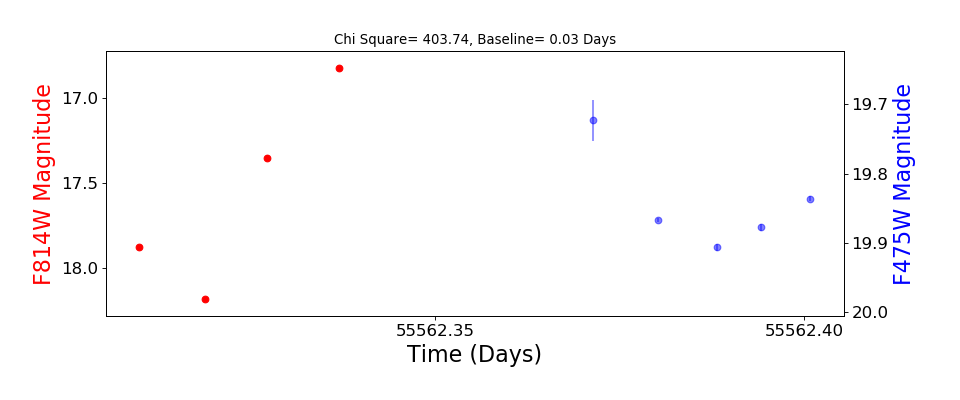 Chi Square= 403.74, Baseline= 0.03 Days
F814W Magnitude
17.0
17.5
18.0
19.7
19.8
19.9
20.0
F475W Magnitude
55562.35
55562.40
Time (Days)